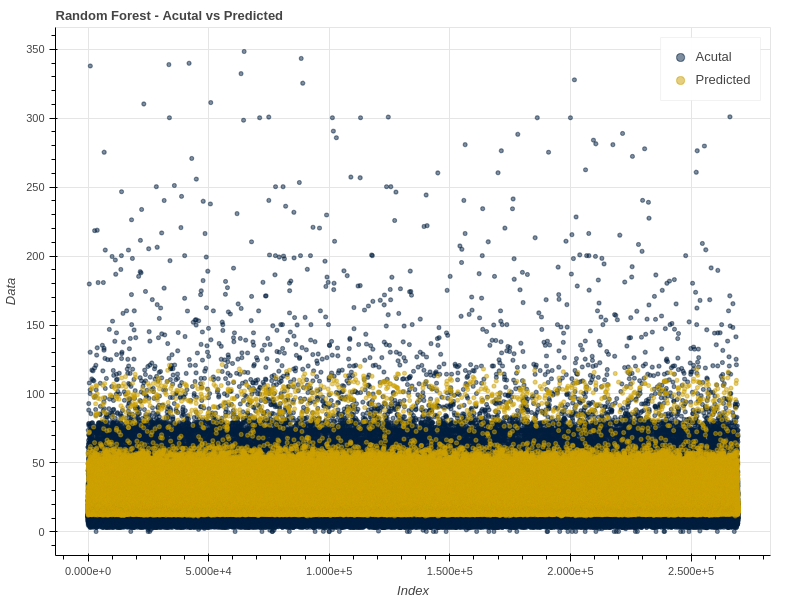 Random Forest - Acutal vs Predicted
Acutal
Predicted
350
300
250
200
150
100
50
0
Data
0.000e+0 5.000e+4 1.000e+5 1.500e+5 2.000e+5 2.500e+5
Index